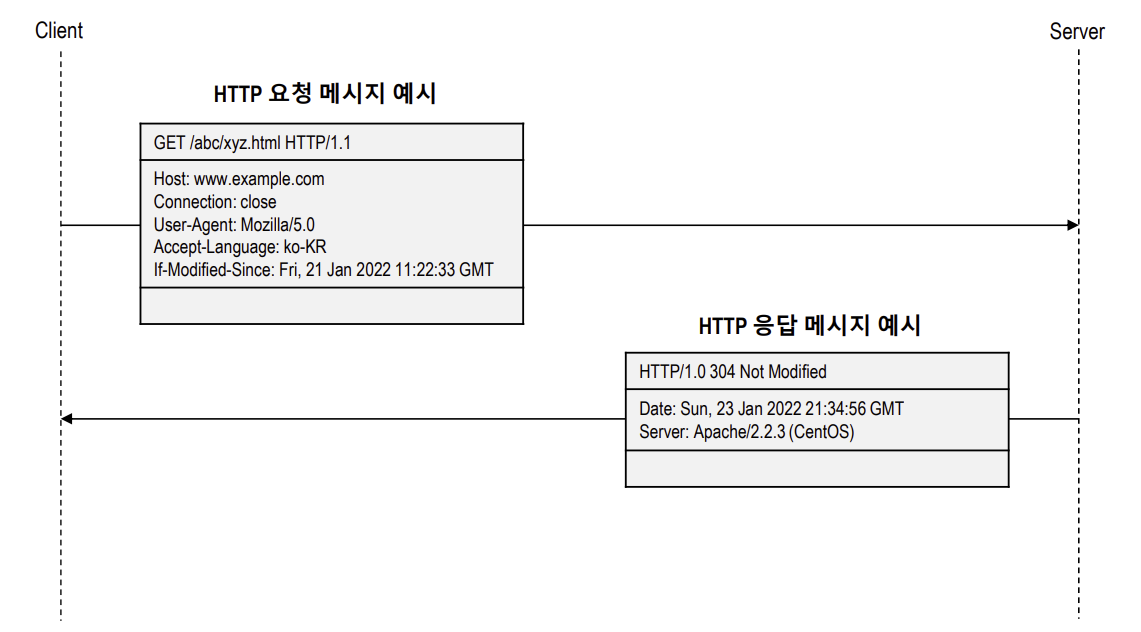 Client
Server
HTTP 요청 메시지 예시
GET /abc/xyz.html HTTP/1.1
Host: www.example.com
Connection: close
User-Agent: Mozilla/5.0
Accept-Language: ko-KR
If-Modified-Since: Fri, 21 Jan 2022 11:22:33 GMT
HTTP 응답 메시지 예시
HTTP/1.0 304 Not Modified
Date: Sun, 23 Jan 2022 21:34:56 GMT
Server: Apache/2.2.3 (CentOS)